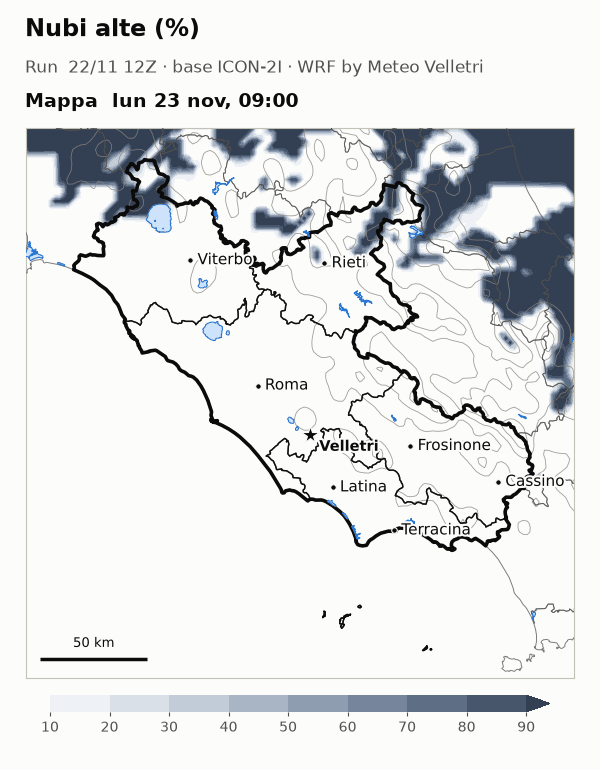 Nubi alte (%)
Run  22/11 12Z · base ICON-2I · WRF by Meteo Velletri
Mappa  lun 23 nov, 09:00
Viterbo
Rieti
Roma
Velletri
Frosinone
Latina
Cassino
Terracina
50 km
10 20 30 40 50 60 70 80 90